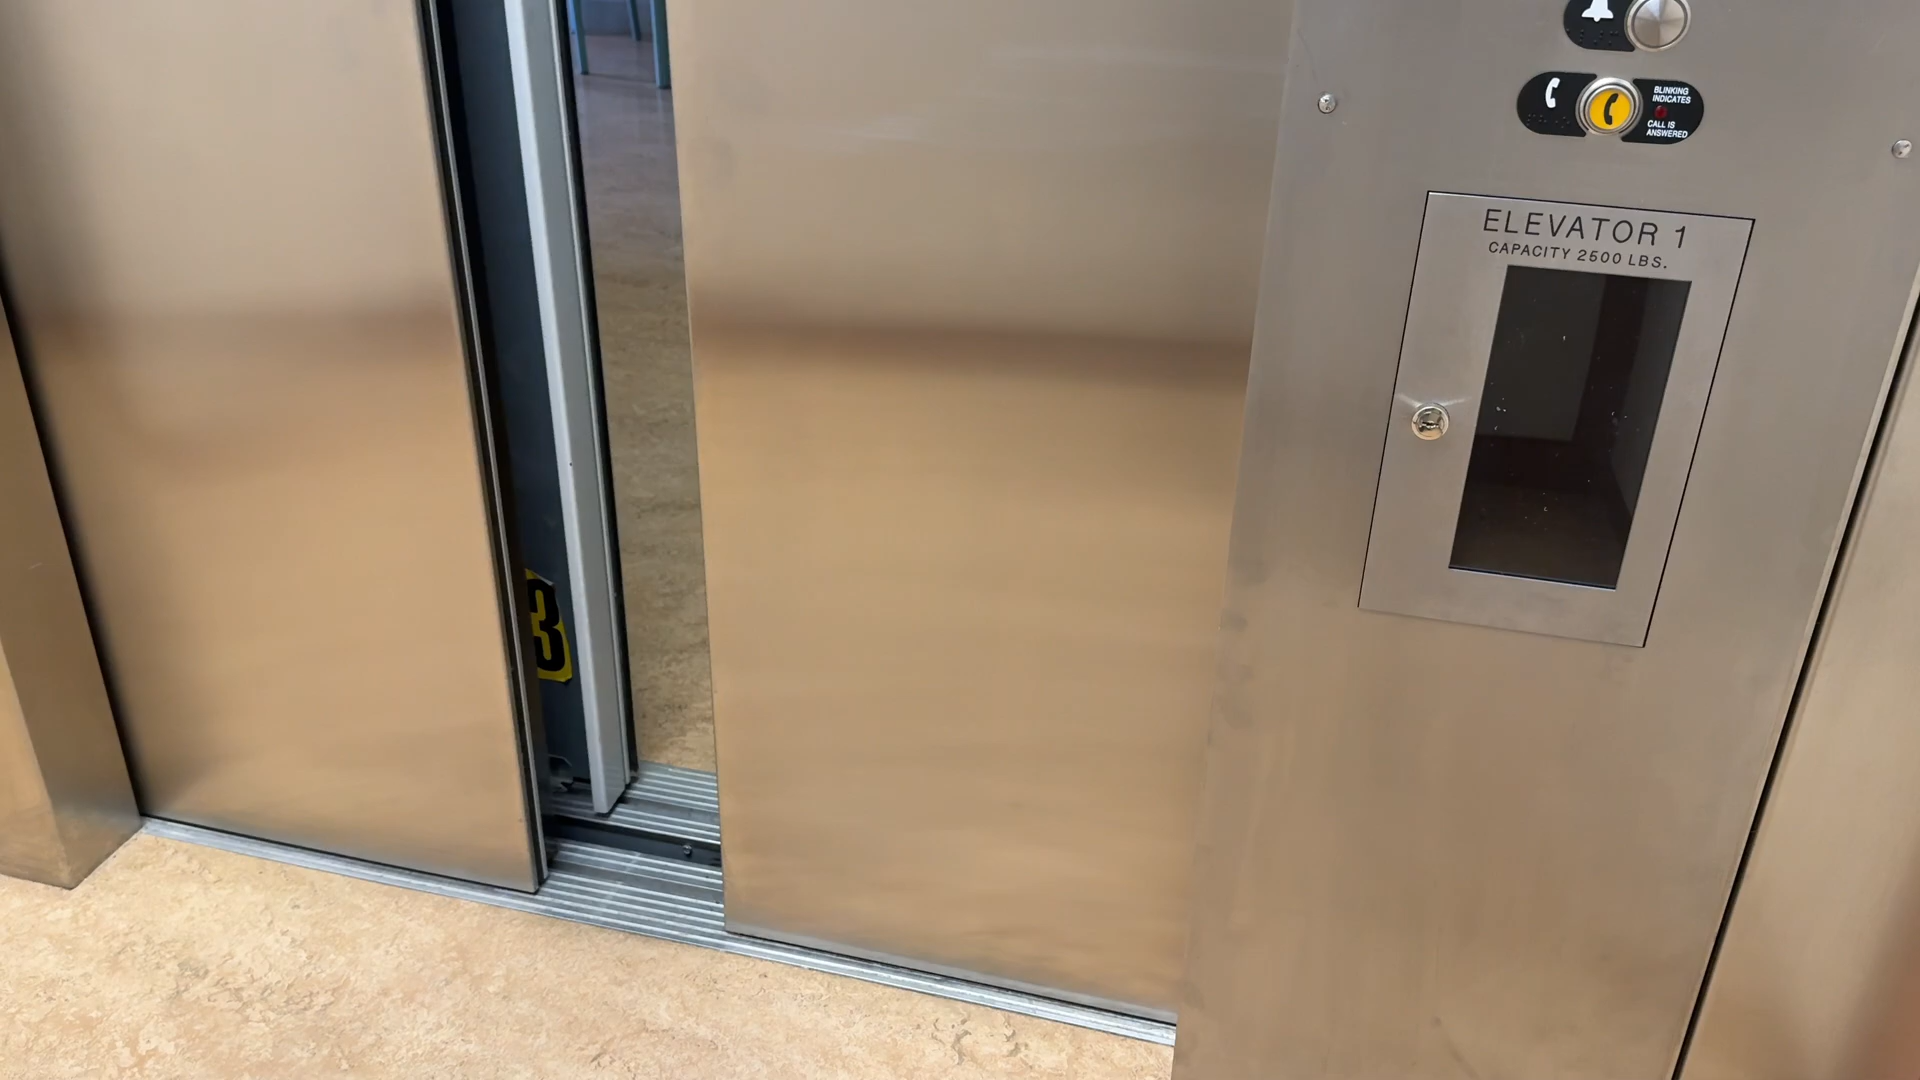 BLINKING
INDICATES
CALL IS
ANSWERED
ELEVATOR 1
CAPACITY 2500 LBS.
3